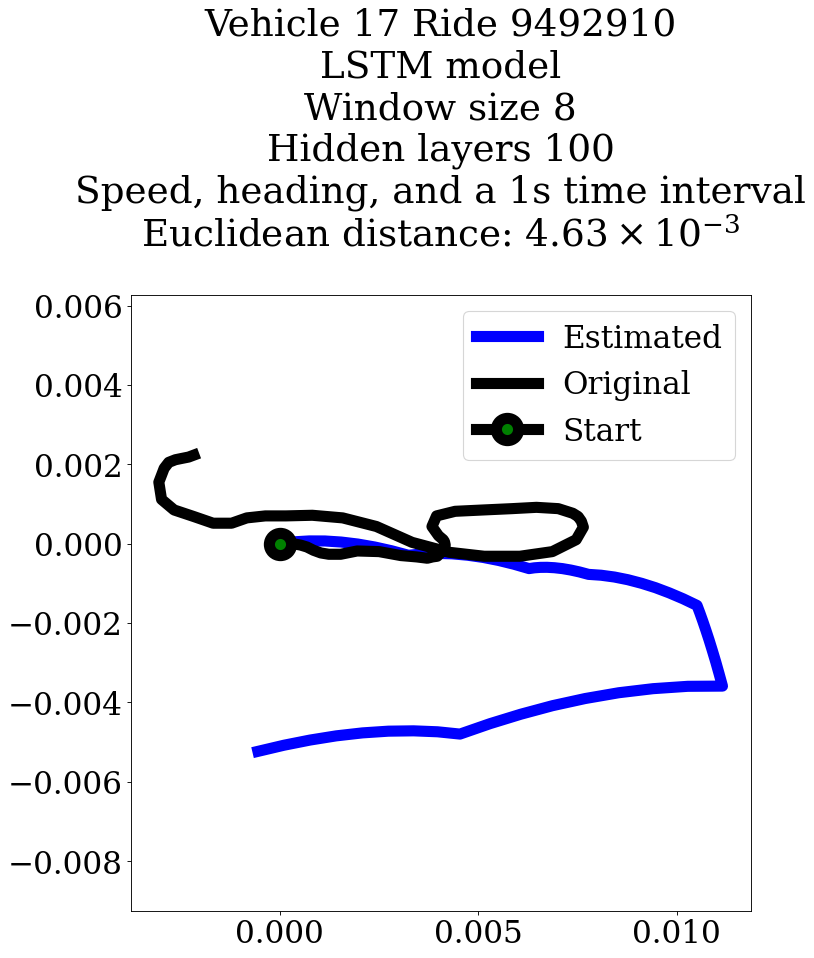 Vehicle 17 Ride 9492910
LSTM model
Window size 8
Hidden layers 100
Speed, heading, and a 1s time interval
Euclidean distance: 4.63 × 10⁻³
Estimated
Original
Start
0.006
0.004
0.002
0.000
−0.002
−0.004
−0.006
−0.008
0.000 0.005 0.010